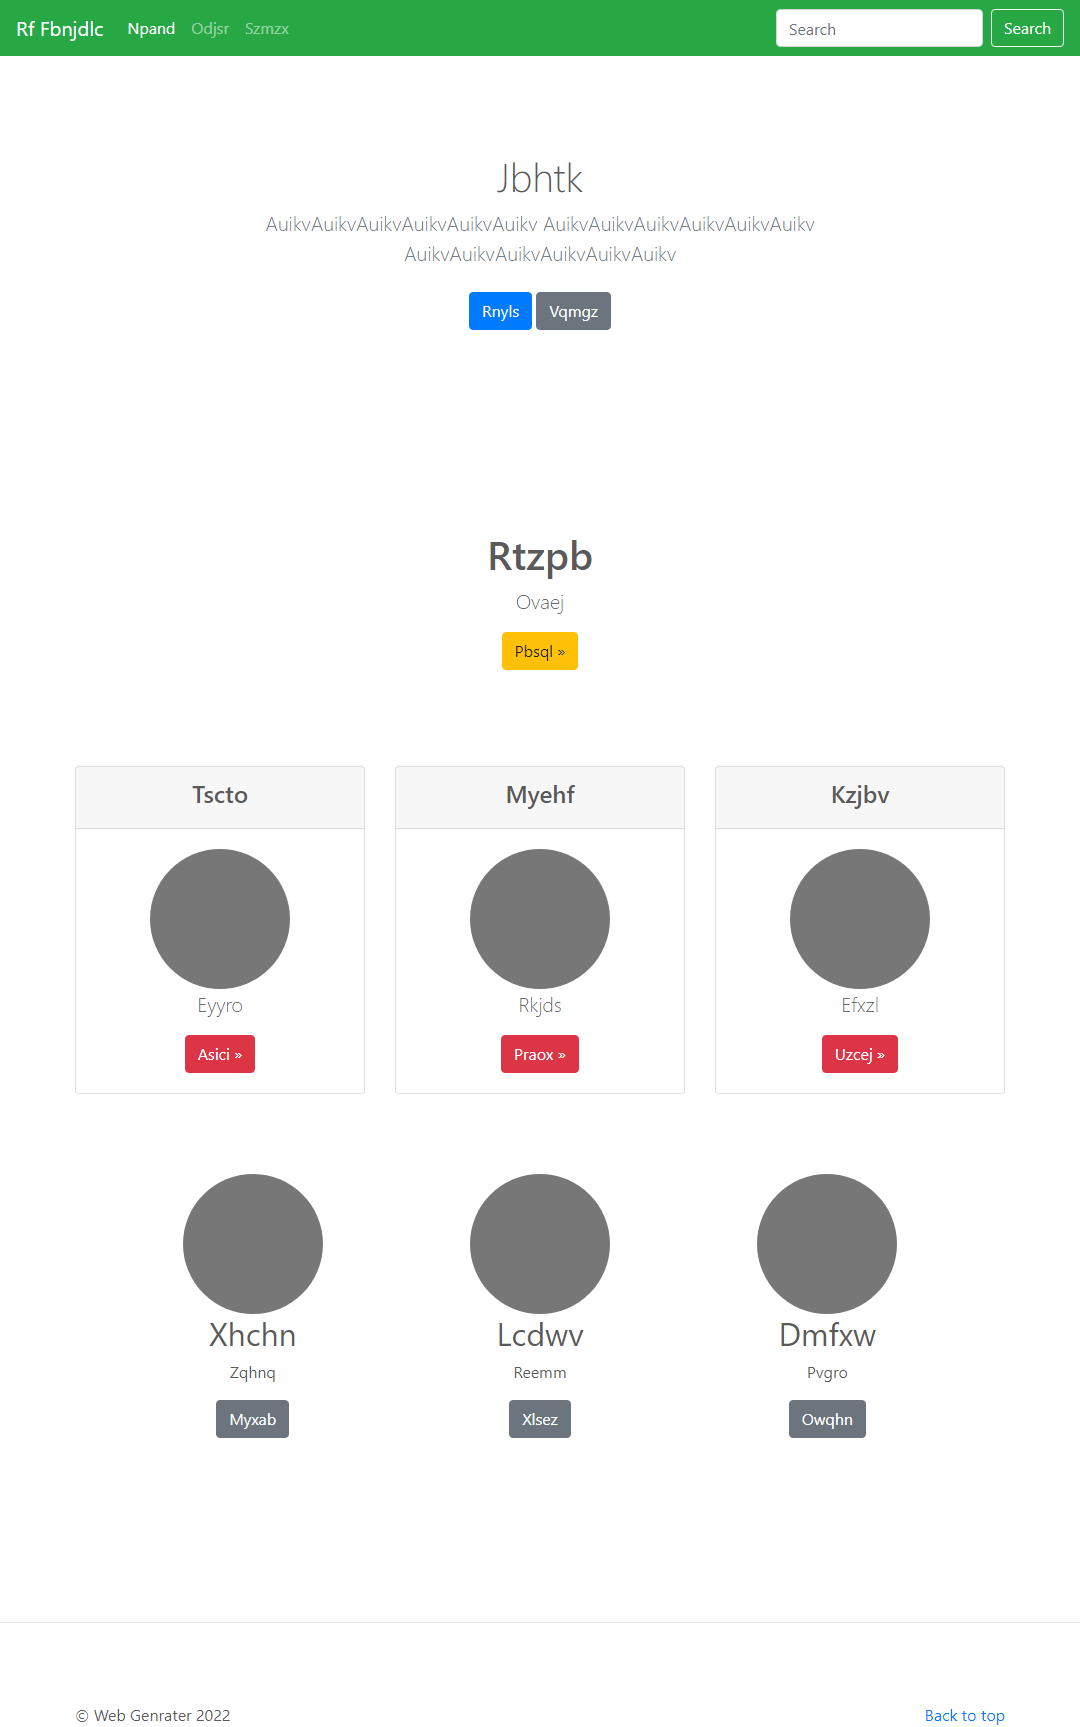 Rf Fbnjdlc Npand Odjsr Szmzx Search Search
Jbhtk
AuikvAuikvAuikvAuikvAuikvAuikv AuikvAuikvAuikvAuikvAuikvAuikv
AuikvAuikvAuikvAuikvAuikvAuikv
Rnyls Vqmgz
Rtzpb
Ovaej
Pbsql »
Tscto Myehf Kzjbv
Eyyro Rkjds Efxzl
Asici » Praox » Uzcej »
Xhchn Lcdwv Dmfxw
Zqhnq Reemm Pvgro
Myxab Xlsez Owqhn
© Web Genrater 2022 Back to top